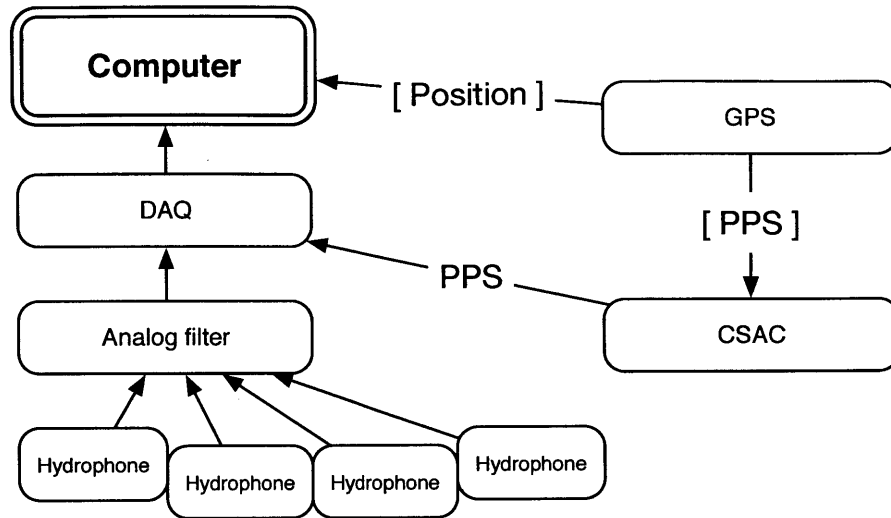 Computer
[ Position ]
GPS
DAQ
[ PPS ]
PPS
Analog filter
CSAC
Hydrophone
Hydrophone
Hydrophone
Hydrophone